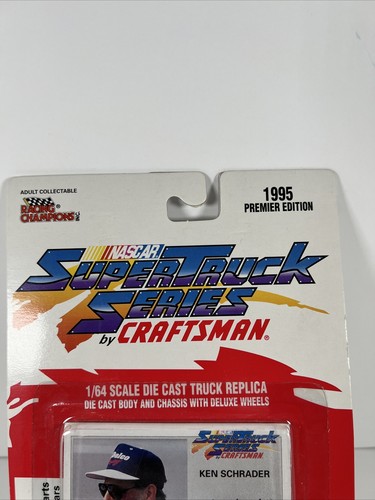 ADULT COLLECTABLE
RACING
CHAMPIONS INC.
®
1995
PREMIER EDITION
NASCAR
SUPERTRUCK
SERIES
by CRAFTSMAN®
1/64 SCALE DIE CAST TRUCK REPLICA
DIE CAST BODY AND CHASSIS WITH DELUXE WHEELS
SUPERTRUCK
SERIES
CRAFTSMAN
KEN SCHRADER